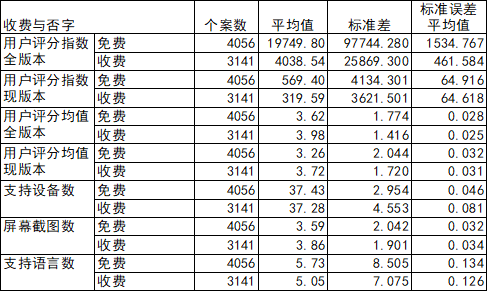 收费与否字 个案数 平均值 标准差 标准误差
平均值
用户评分指数 免费 4056 19749.80 97744.280 1534.767
全版本 收费 3141 4038.54 25869.300 461.584
用户评分指数 免费 4056 569.40 4134.301 64.916
现版本 收费 3141 319.59 3621.501 64.618
用户评分均值 免费 4056 3.62 1.774 0.028
全版本 收费 3141 3.98 1.416 0.025
用户评分均值 免费 4056 3.26 2.044 0.032
现版本 收费 3141 3.72 1.720 0.031
支持设备数 免费 4056 37.43 2.954 0.046
收费 3141 37.28 4.553 0.081
屏幕截图数 免费 4056 3.59 2.042 0.032
收费 3141 3.86 1.901 0.034
支持语言数 免费 4056 5.73 8.505 0.134
收费 3141 5.05 7.075 0.126